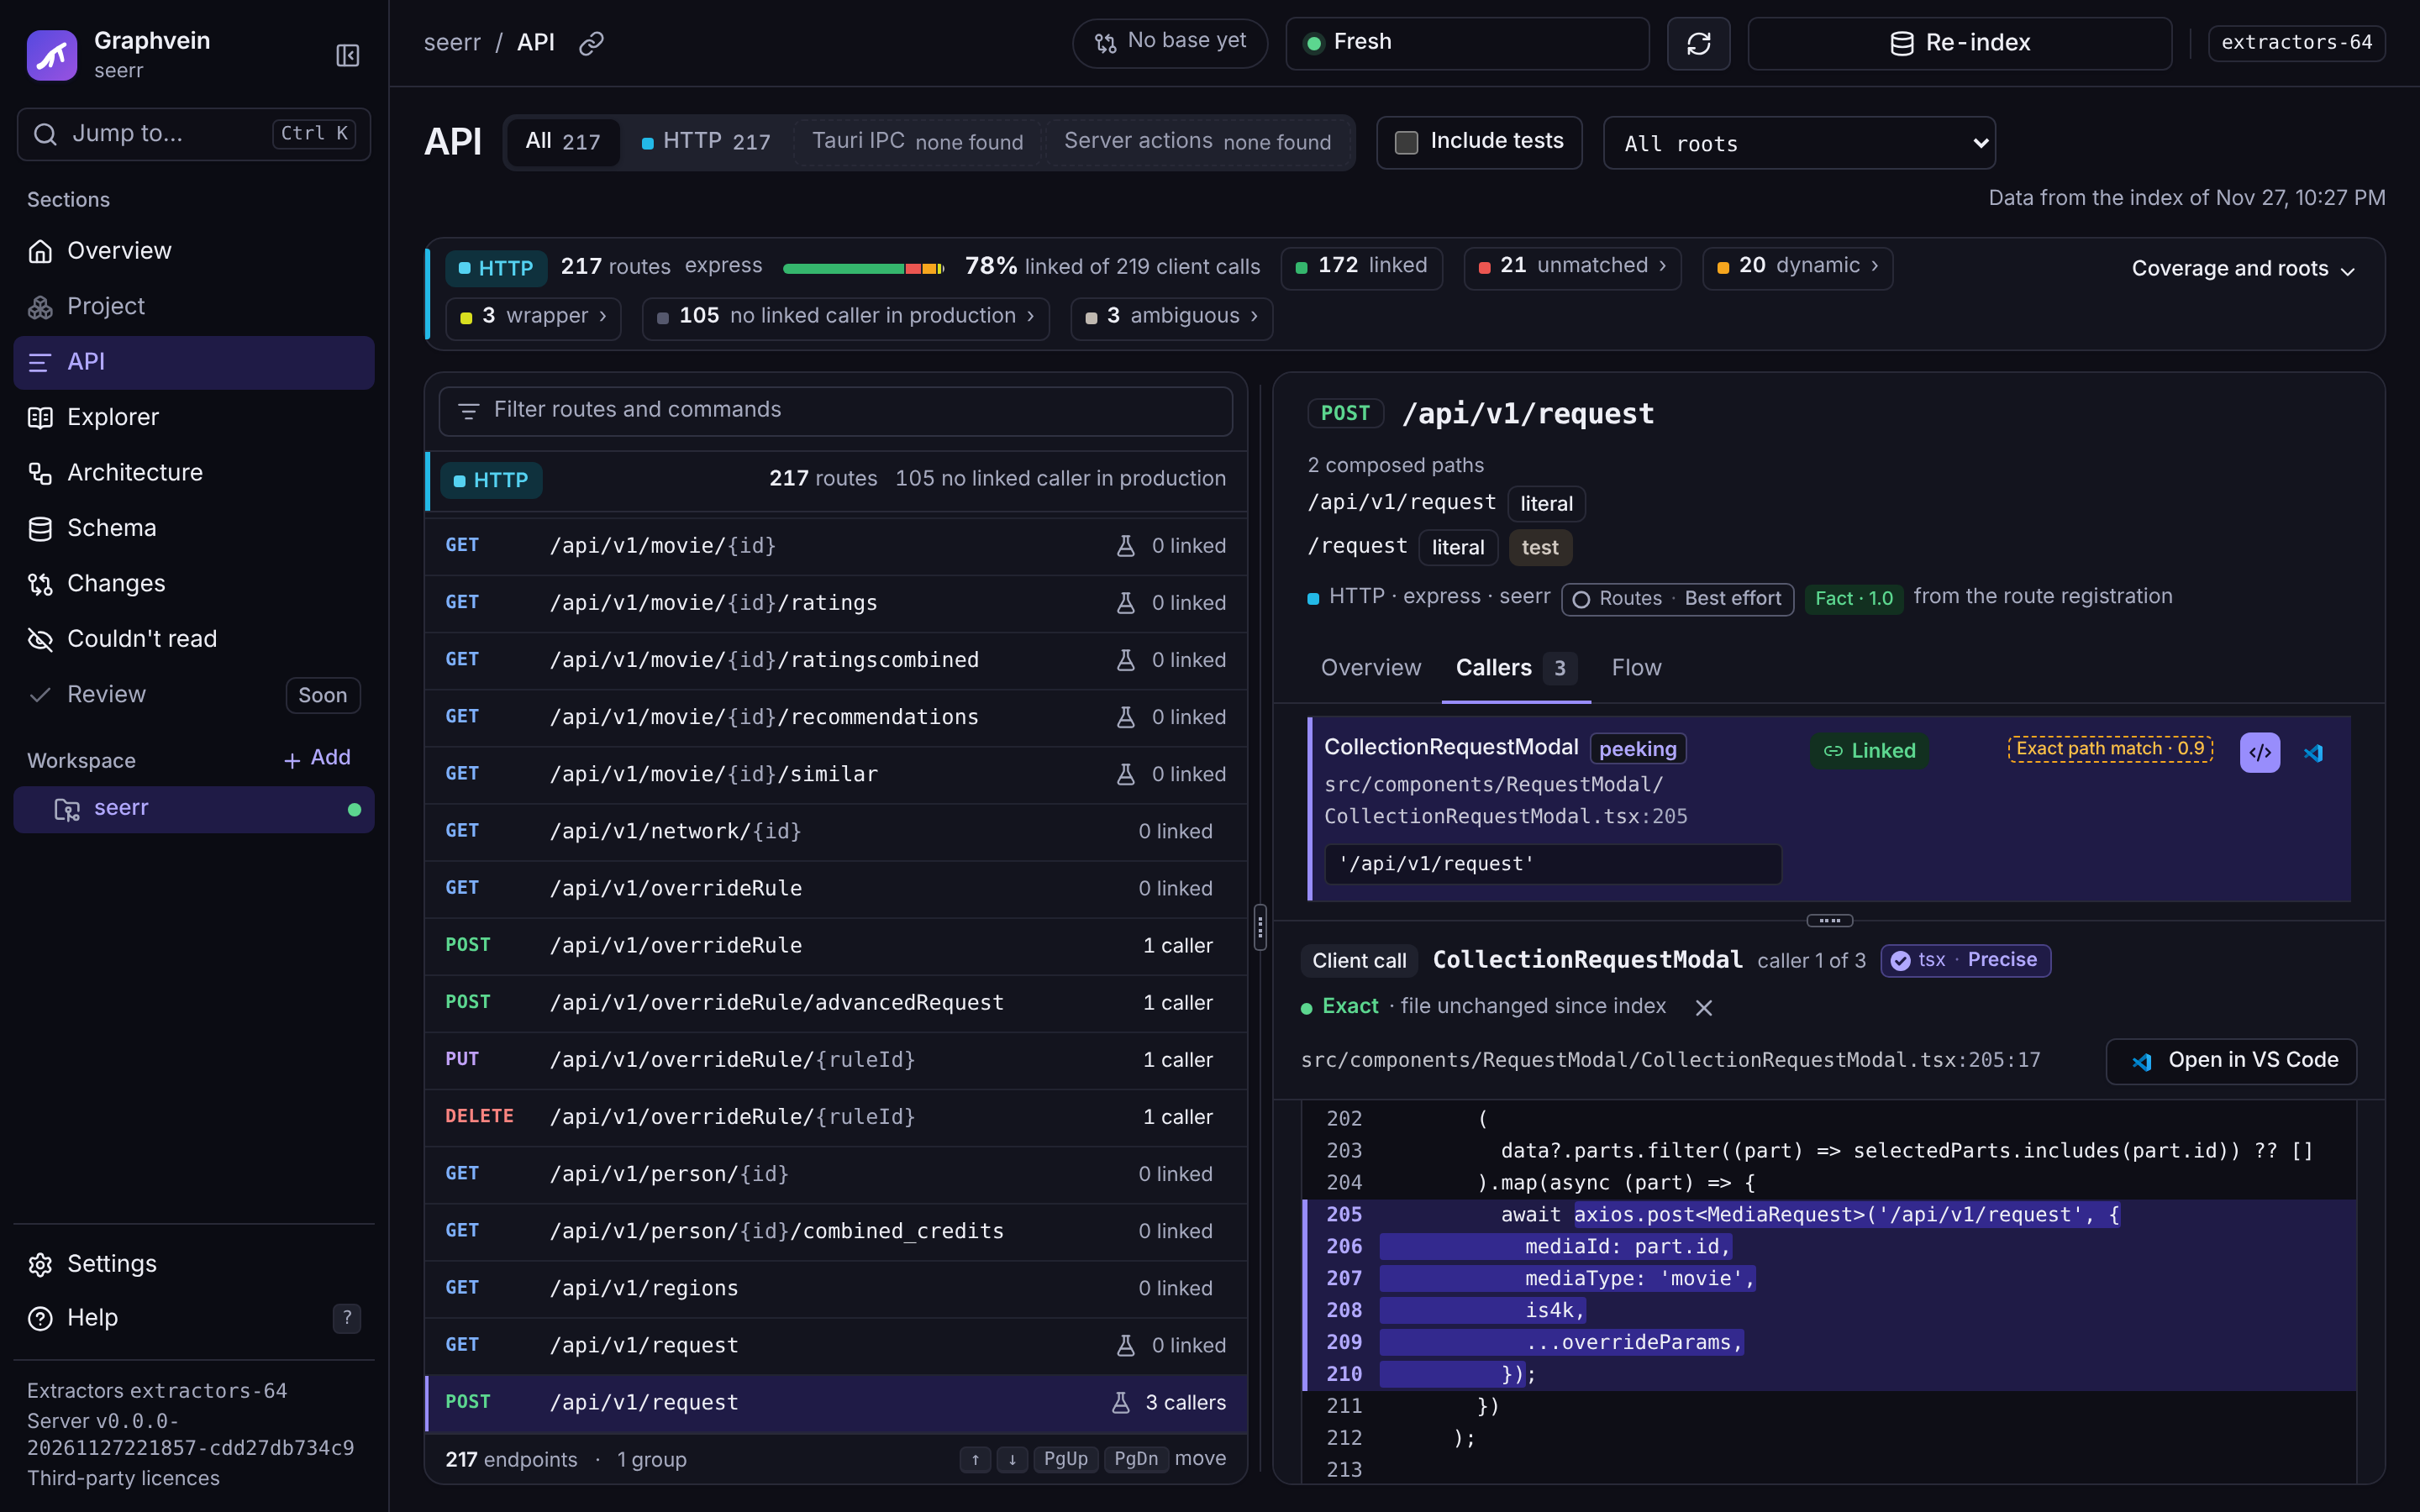 Graphvein
seerr
Jump to...
Ctrl K
Sections
Overview
Project
API
Explorer
Architecture
Schema
Changes
Couldn't read
Review
Soon
Workspace
+ Add
seerr
Settings
Help
?
Extractors extractors-64
Server v0.0.0-
20261127221857-cdd27db734c9
Third-party licences
seerr / API
No base yet
Fresh
Re-index
extractors-64
API
All 217
HTTP 217
Tauri IPC none found
Server actions none found
Include tests
All roots
Data from the index of Nov 27, 10:27 PM
HTTP 217 routes express 78% linked of 219 client calls 172 linked 21 unmatched › 20 dynamic › Coverage and roots
3 wrapper › 105 no linked caller in production › 3 ambiguous ›
Filter routes and commands
HTTP 217 routes 105 no linked caller in production
GET /api/v1/movie/{id} 0 linked
GET /api/v1/movie/{id}/ratings 0 linked
GET /api/v1/movie/{id}/ratingscombined 0 linked
GET /api/v1/movie/{id}/recommendations 0 linked
GET /api/v1/movie/{id}/similar 0 linked
GET /api/v1/network/{id} 0 linked
GET /api/v1/overrideRule 0 linked
POST /api/v1/overrideRule 1 caller
POST /api/v1/overrideRule/advancedRequest 1 caller
PUT /api/v1/overrideRule/{ruleId} 1 caller
DELETE /api/v1/overrideRule/{ruleId} 1 caller
GET /api/v1/person/{id} 0 linked
GET /api/v1/person/{id}/combined_credits 0 linked
GET /api/v1/regions 0 linked
GET /api/v1/request 0 linked
POST /api/v1/request 3 callers
217 endpoints · 1 group ↑ ↓ PgUp PgDn move
POST /api/v1/request
2 composed paths
/api/v1/request literal
/request literal test
HTTP · express · seerr Routes · Best effort Fact · 1.0 from the route registration
Overview
Callers 3
Flow
CollectionRequestModal peeking Linked Exact path match · 0.9
src/components/RequestModal/
CollectionRequestModal.tsx:205
'/api/v1/request'
Client call CollectionRequestModal caller 1 of 3 tsx · Precise
Exact · file unchanged since index
src/components/RequestModal/CollectionRequestModal.tsx:205:17
Open in VS Code
202 (
203 data?.parts.filter((part) => selectedParts.includes(part.id)) ?? []
204 ).map(async (part) => {
205 await axios.post<MediaRequest>('/api/v1/request', {
206 mediaId: part.id,
207 mediaType: 'movie',
208 is4k,
209 ...overrideParams,
210 });
211 })
212 );
213